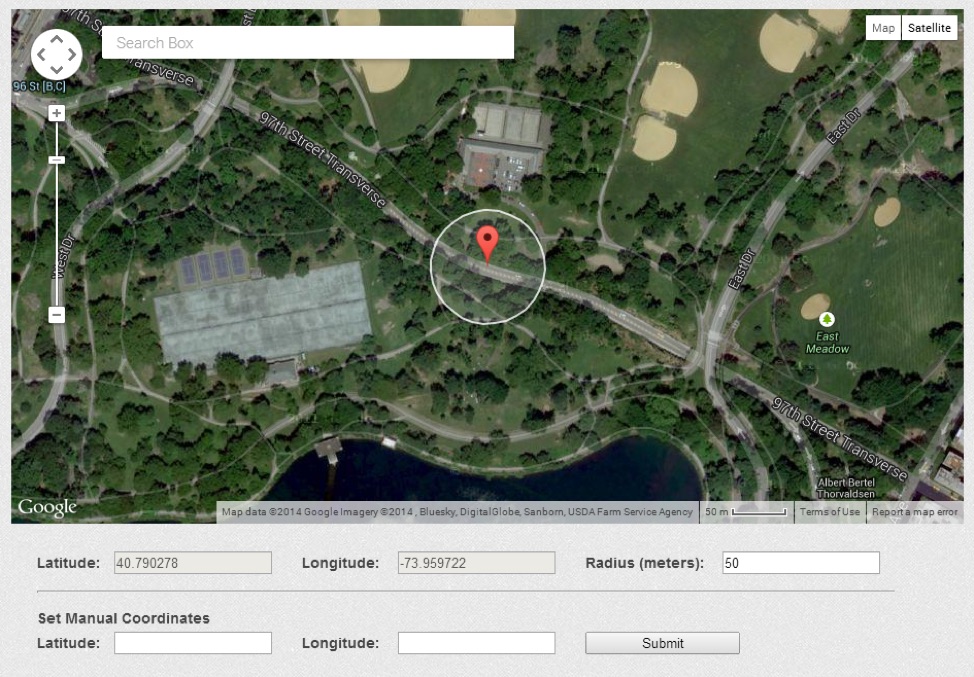 Search Box
Map
Satellite
96 St [B,C]
97th Street Transverse
East Dr
West Dr
East Dr
East
Meadow
97th Street Transverse
Albert Bertel
Thorvaldsen
Google
Map data ©2014 Google Imagery ©2014 , Bluesky, DigitalGlobe, Sanborn, USDA Farm Service Agency
50 m
Terms of Use
Report a map error
Latitude: 40.790278 Longitude: -73.959722 Radius (meters): 50
Set Manual Coordinates
Latitude: Longitude: Submit